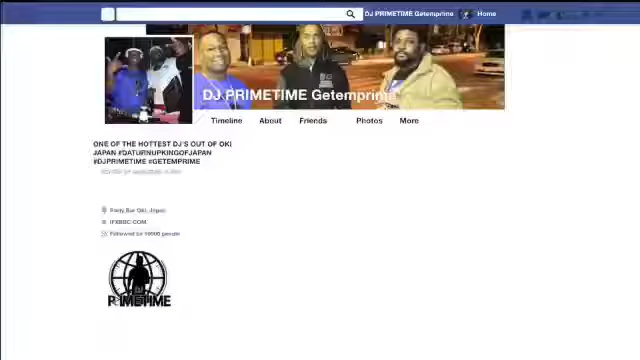 DJ PRIMETIME Getemprime Home
DJ PRIMETIME Getemprime
Timeline About Friends Photos More
ONE OF THE HOTTEST DJ'S OUT OF OKI
JAPAN #DATURNUPKINGOFJAPAN
#DJPRIMETIME #GETEMPRIME
Party Bar Oki, Japan
Followed by people
PRIMETIME